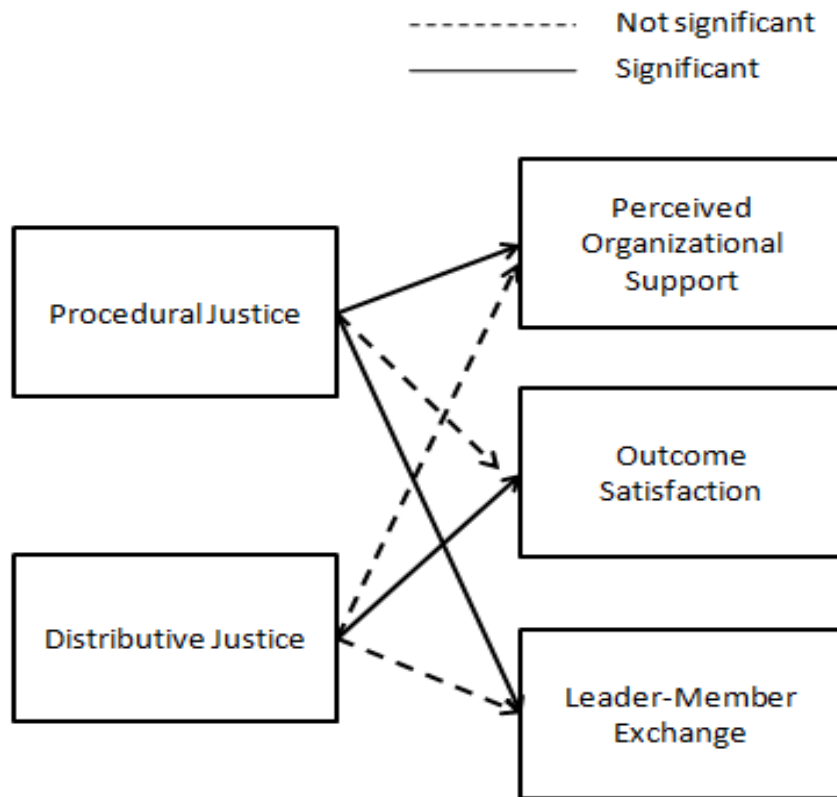 Not significant
Significant
Perceived
Organizational
Support
Procedural Justice
Outcome
Satisfaction
Distributive Justice
Leader-Member
Exchange